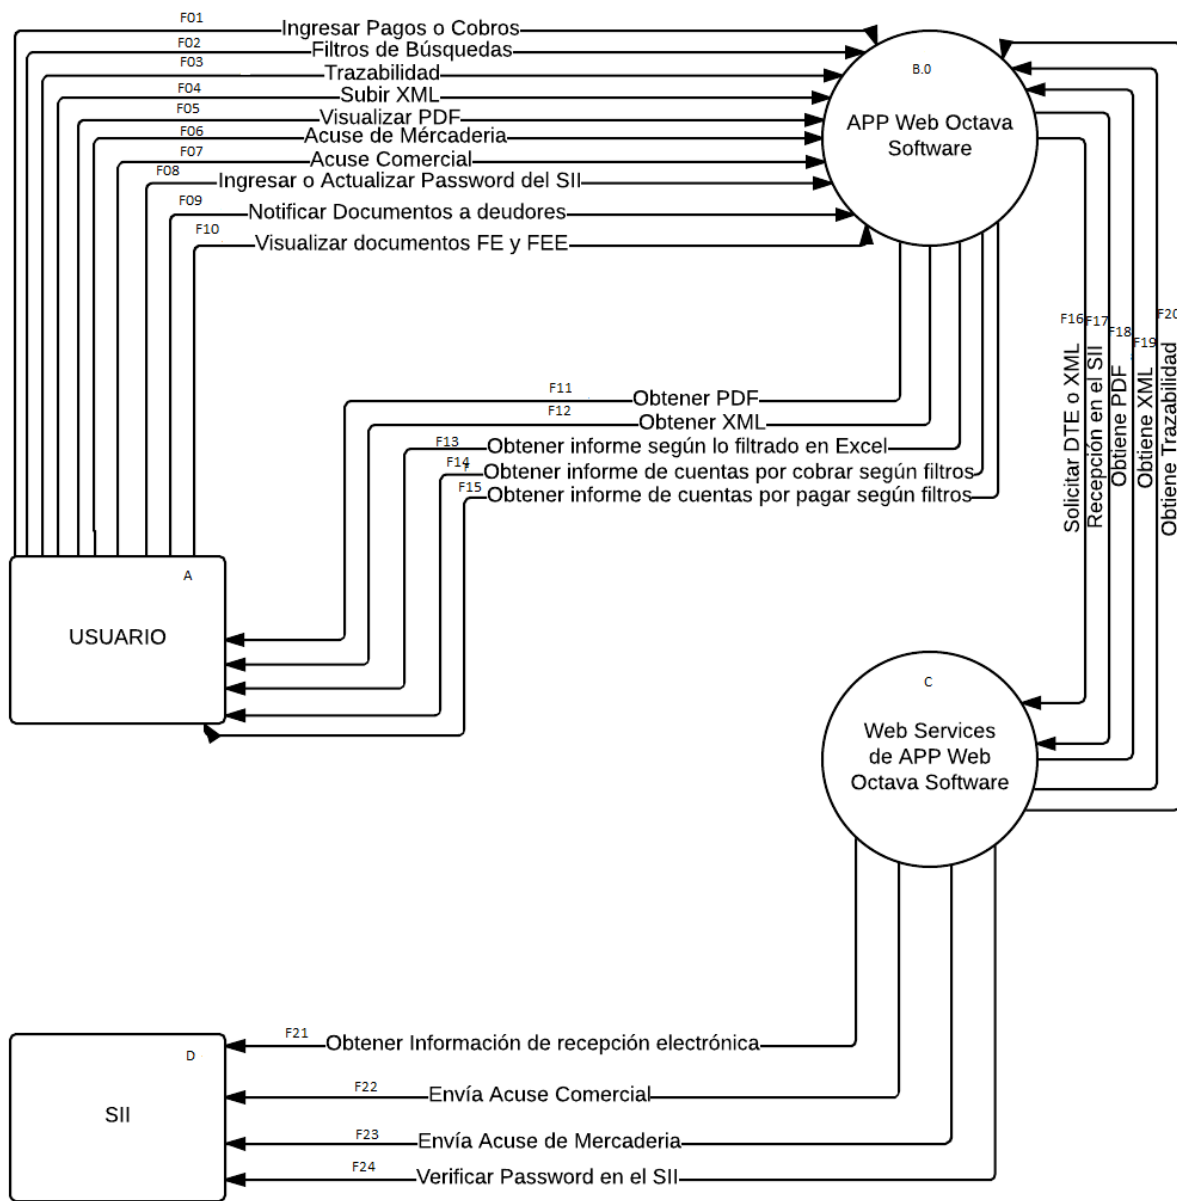 F01
Ingresar Pagos o Cobros
F02
Filtros de Búsquedas
F03
Trazabilidad
F04
Subir XML
F05
Visualizar PDF
F06
Acuse de Mércaderia
F07
Acuse Comercial
F08
Ingresar o Actualizar Password del SII
F09
Notificar Documentos a deudores
F10
Visualizar documentos FE y FEE
B.0
APP Web Octava
Software
F11
Obtener PDF
F12
Obtener XML
F13
Obtener informe según lo filtrado en Excel
F14
Obtener informe de cuentas por cobrar según filtros
F15
Obtener informe de cuentas por pagar según filtros
F16
Solicitar DTE o XML
F17
Recepción en el SII
F18
Obtiene PDF
F19
Obtiene XML
F20
Obtiene Trazabilidad
A
USUARIO
C
Web Services
de APP Web
Octava Software
D
SII
F21
Obtener Información de recepción electrónica
F22
Envía Acuse Comercial
F23
Envía Acuse de Mercaderia
F24
Verificar Password en el SII